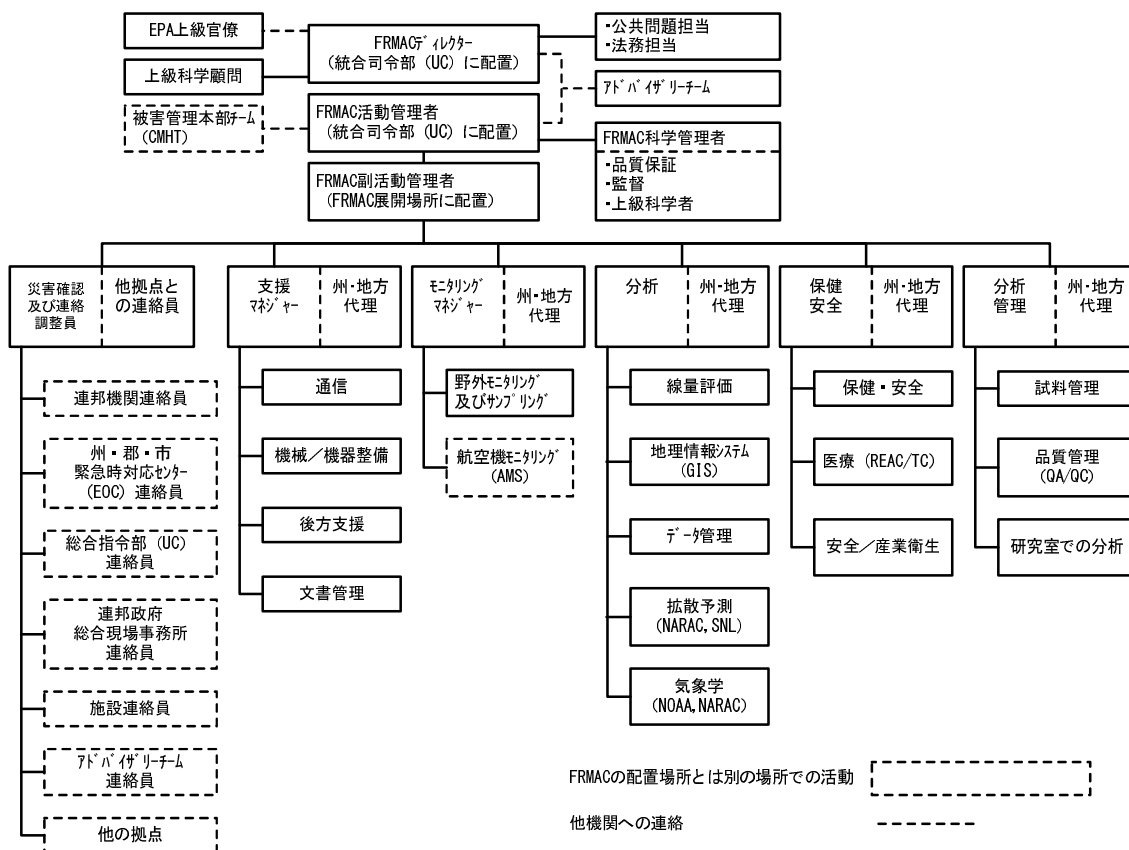 EPA上級官僚
FRMACディレクター
(統合司令部（UC）に配置)
・公共問題担当
・法務担当
上級科学顧問
アドバイザリーチーム
被害管理本部チーム
(CMHT)
FRMAC活動管理者
(統合司令部（UC）に配置)
FRMAC科学管理者
・品質保証
・監督
・上級科学者
FRMAC副活動管理者
(FRMAC展開場所に配置)
災害確認
及び連絡
調整員
他拠点と
の連絡員
支援
マネジャー
州・地方
代理
モニタリング
マネジャー
州・地方
代理
分析
州・地方
代理
保健
安全
州・地方
代理
分析
管理
州・地方
代理
連邦機関連絡員
州・郡・市
緊急時対応センター
(EOC) 連絡員
総合指令部（UC）
連絡員
連邦政府
総合現場事務所
連絡員
施設連絡員
アドバイザリーチーム
連絡員
他の拠点
通信
機械／機器整備
後方支援
文書管理
野外モニタリング
及びサンプリング
航空機モニタリング
(AMS)
線量評価
地理情報システム
(GIS)
データ管理
拡散予測
(NARAC, SNL)
気象学
(NOAA, NARAC)
保健・安全
医療（REAC/TC）
安全／産業衛生
試料管理
品質管理
(QA/QC)
研究室での分析
FRMACの配置場所とは別の場所での活動
他機関への連絡